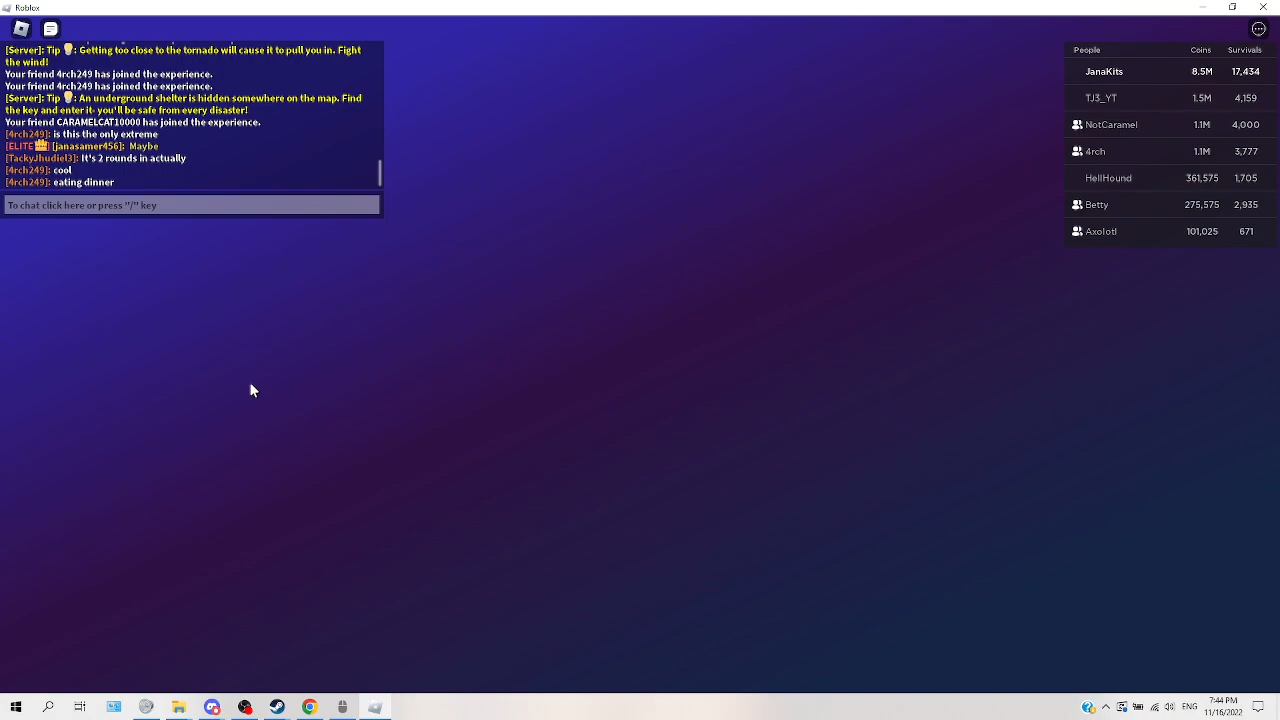 Roblox
[Server]: Tip 💡: Getting too close to the tornado will cause it to pull you in. Fight
the wind!
Your friend 4rch249 has joined the experience.
Your friend 4rch249 has joined the experience.
[Server]: Tip 💡: An underground shelter is hidden somewhere on the map. Find
the key and enter it- you'll be safe from every disaster!
Your friend CARAMELCAT10000 has joined the experience.
[4rch249]: is this the only extreme
[ELITE👑] [janasamer456]: Maybe
[TackyJhudiel3]: It's 2 rounds in actually
[4rch249]: cool
[4rch249]: eating dinner
To chat click here or press "/" key
People Coins Survivals
JanaKits 8.5M 17,434
TJ3_YT 1.5M 4,159
NotCaramel 1.1M 4,000
4rch 1.1M 3,777
HellHound 361,575 1,705
Betty 275,575 2,935
Axolotl 101,025 671
ENG
7:44 PM
11/16/2022